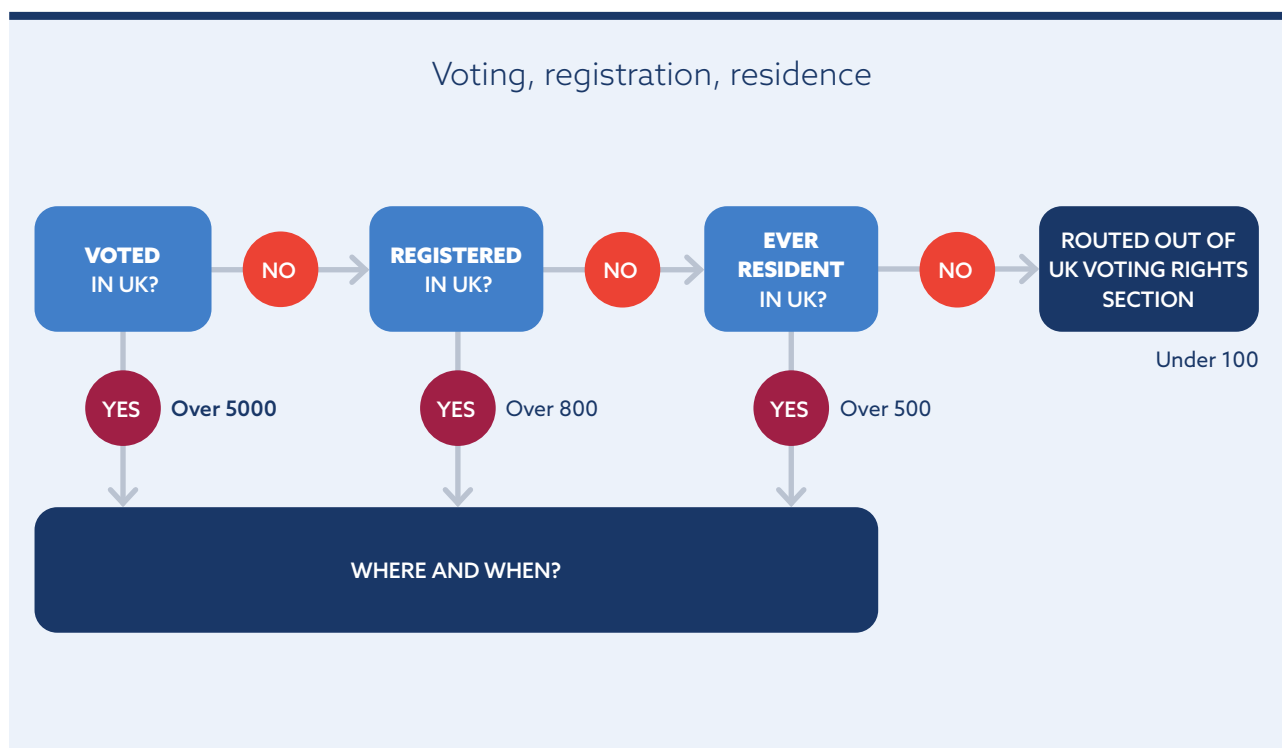 Voting, registration, residence
VOTED
IN UK?
NO
REGISTERED
IN UK?
NO
EVER
RESIDENT
IN UK?
NO
ROUTED OUT OF
UK VOTING RIGHTS
SECTION
Under 100
YES
Over 5000
YES
Over 800
YES
Over 500
WHERE AND WHEN?